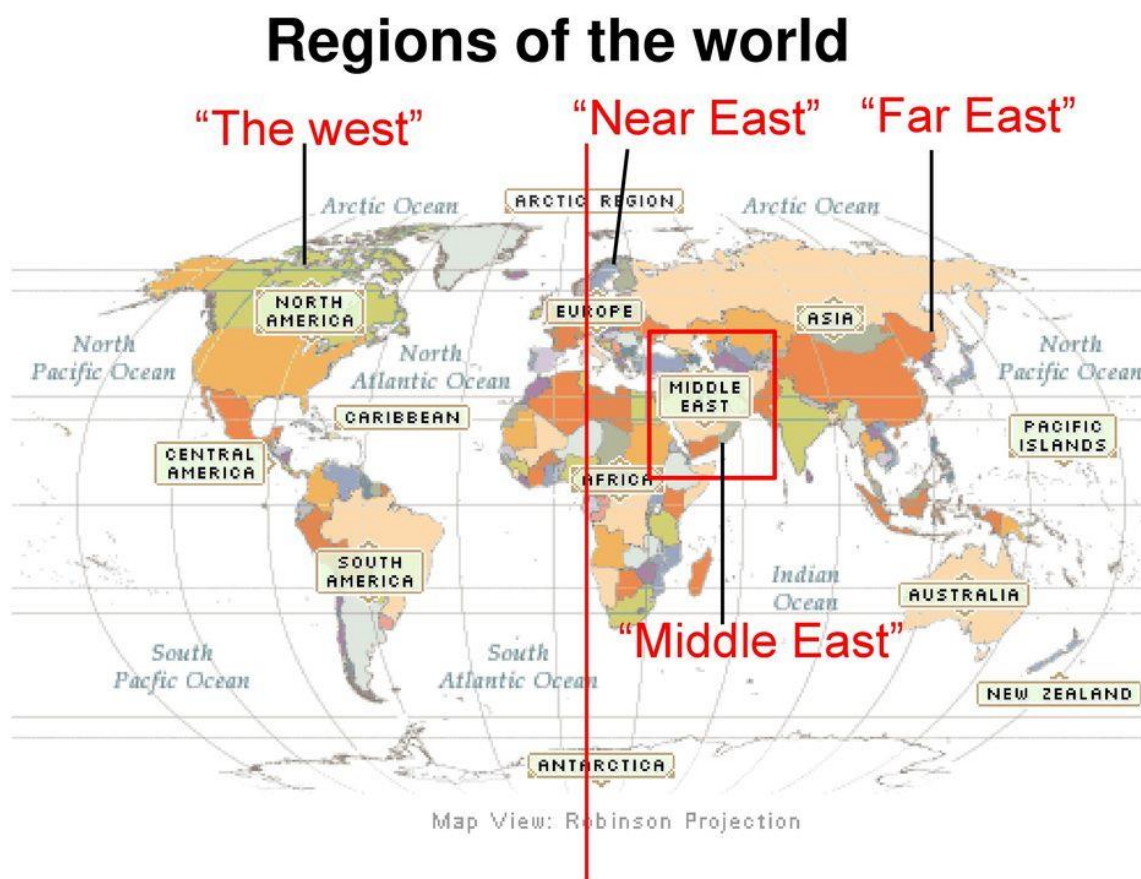 Regions of the world
“The west”
“Near East”
“Far East”
Arctic Ocean
ARCTIC REGION
Arctic Ocean
NORTH
AMERICA
EUROPE
ASIA
North
Pacific Ocean
North
Atlantic Ocean
MIDDLE
EAST
North
Pacific Ocean
CARIBBEAN
PACIFIC
ISLANDS
CENTRAL
AMERICA
AFRICA
SOUTH
AMERICA
Indian
Ocean
AUSTRALIA
“Middle East”
South
Pacfic Ocean
South
Atlantic Ocean
NEW ZEALAND
ANTARCTICA
Map View: Robinson Projection